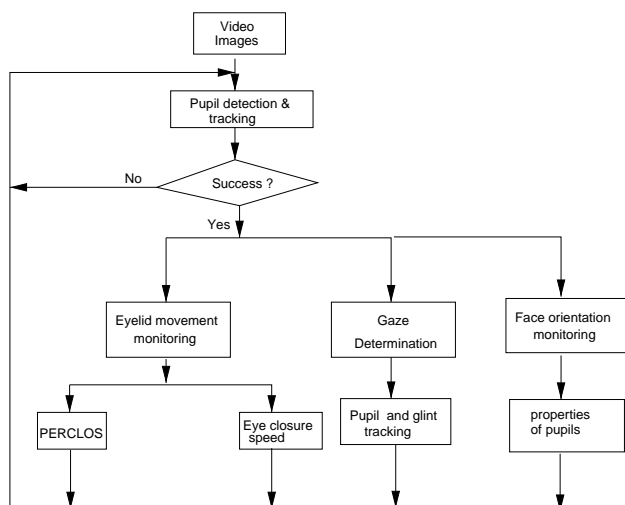 Video
Images
Pupil detection &
tracking
No
Success ?
Yes
Eyelid movement
monitoring
Gaze
Determination
Face orientation
monitoring
PERCLOS
Eye closure
speed
Pupil and glint
tracking
properties
of pupils